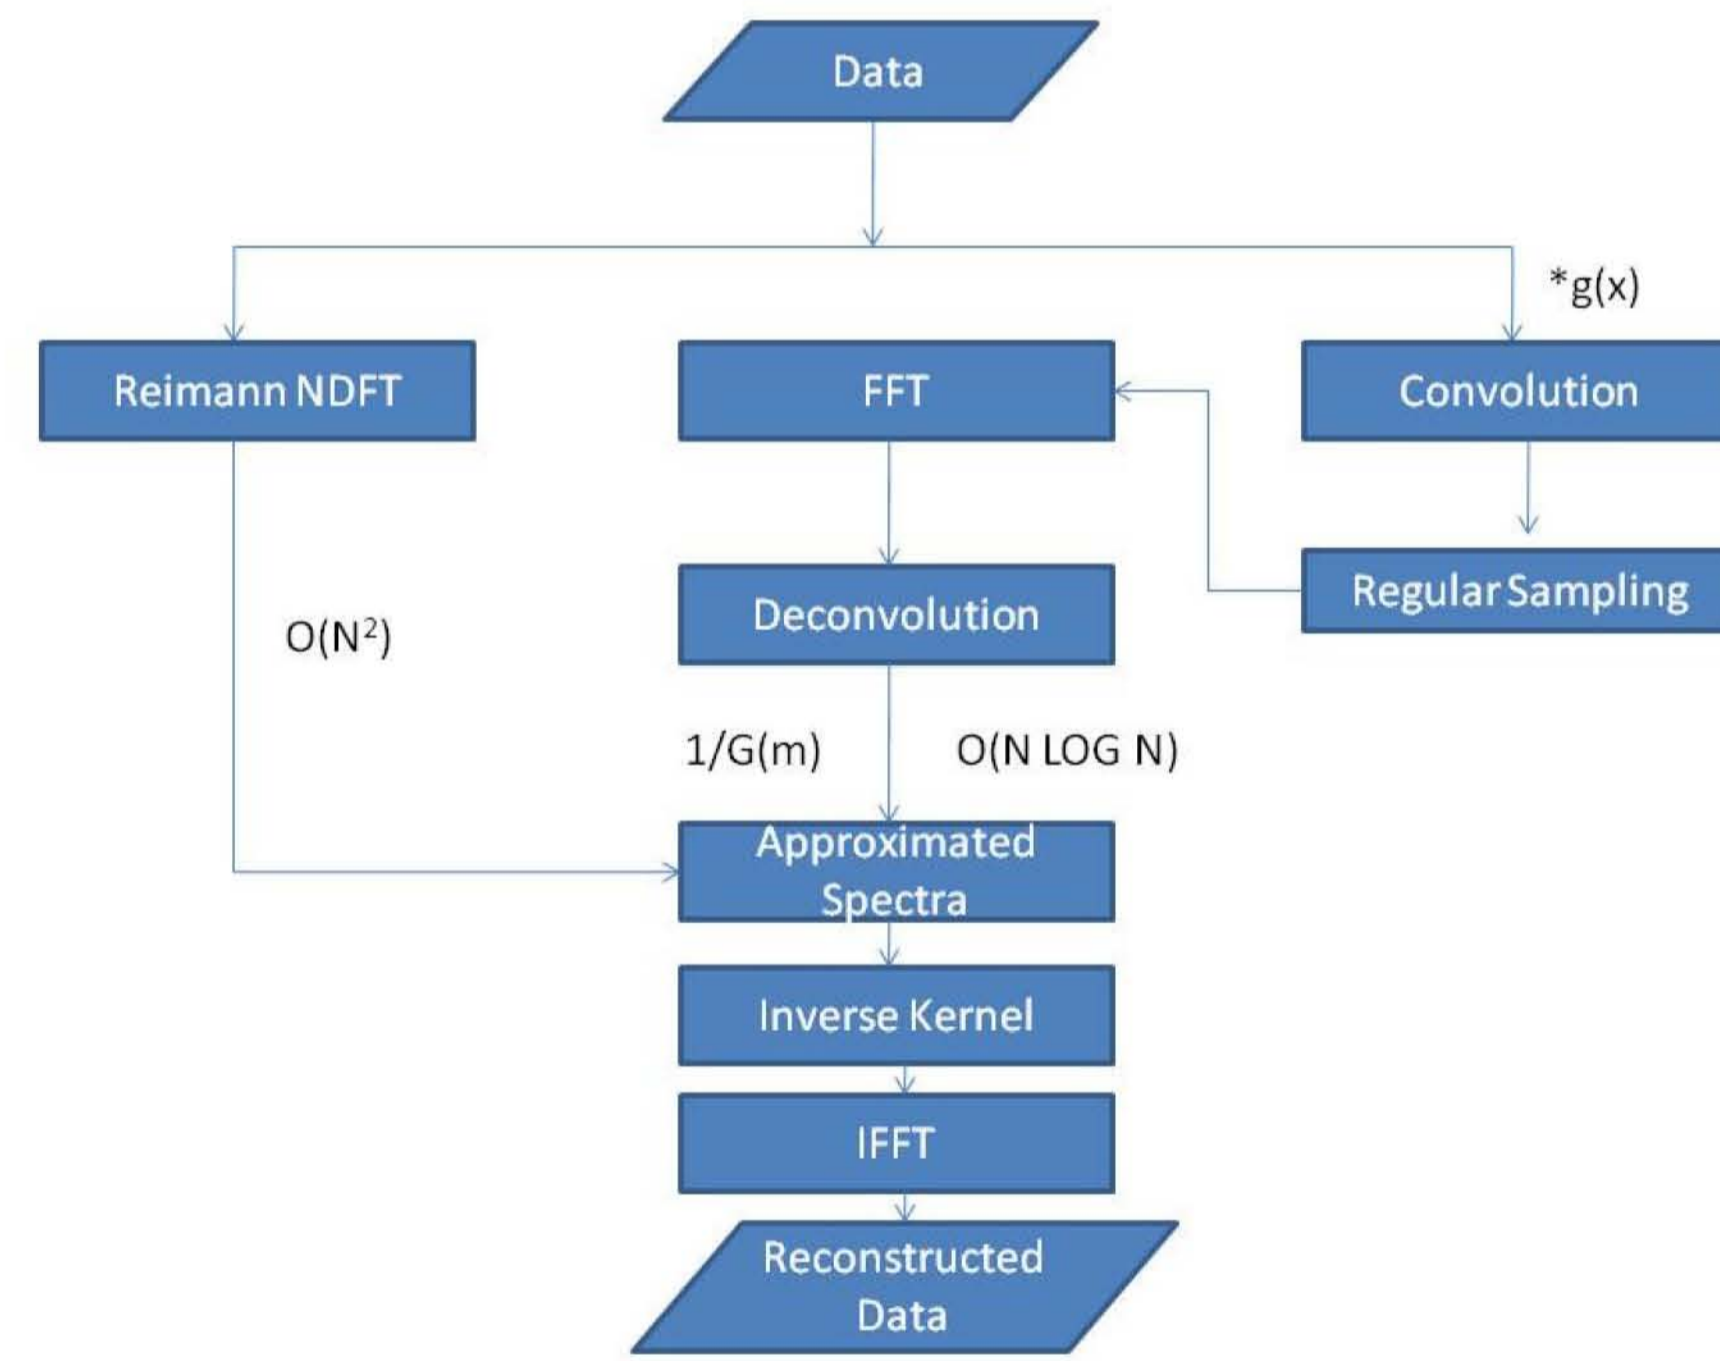 Data
*g(x)
Reimann NDFT
FFT
Convolution
Regular Sampling
Deconvolution
O(N²)
1/G(m)
O(N LOG N)
Approximated
Spectra
Inverse Kernel
IFFT
Reconstructed
Data